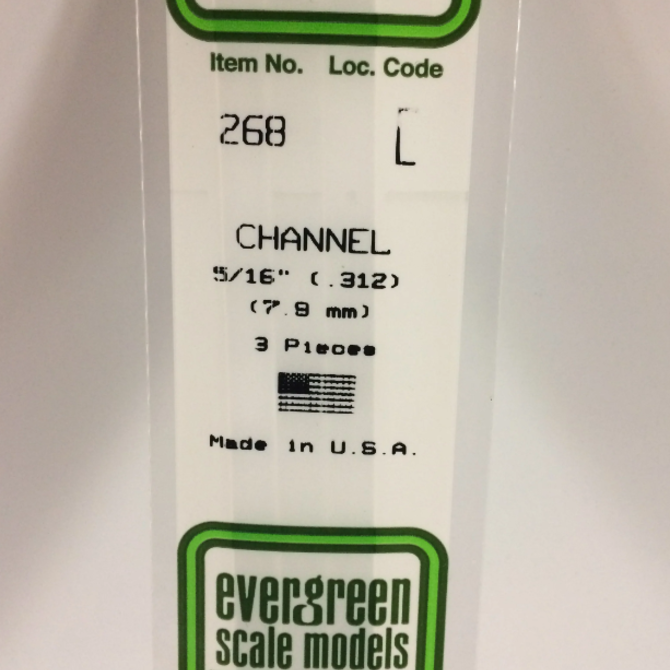 Item No. Loc. Code
268 L
CHANNEL
5/16" (.312)
(7.9 mm)
3 Pieces
Made in U.S.A.
evergreen
scale models